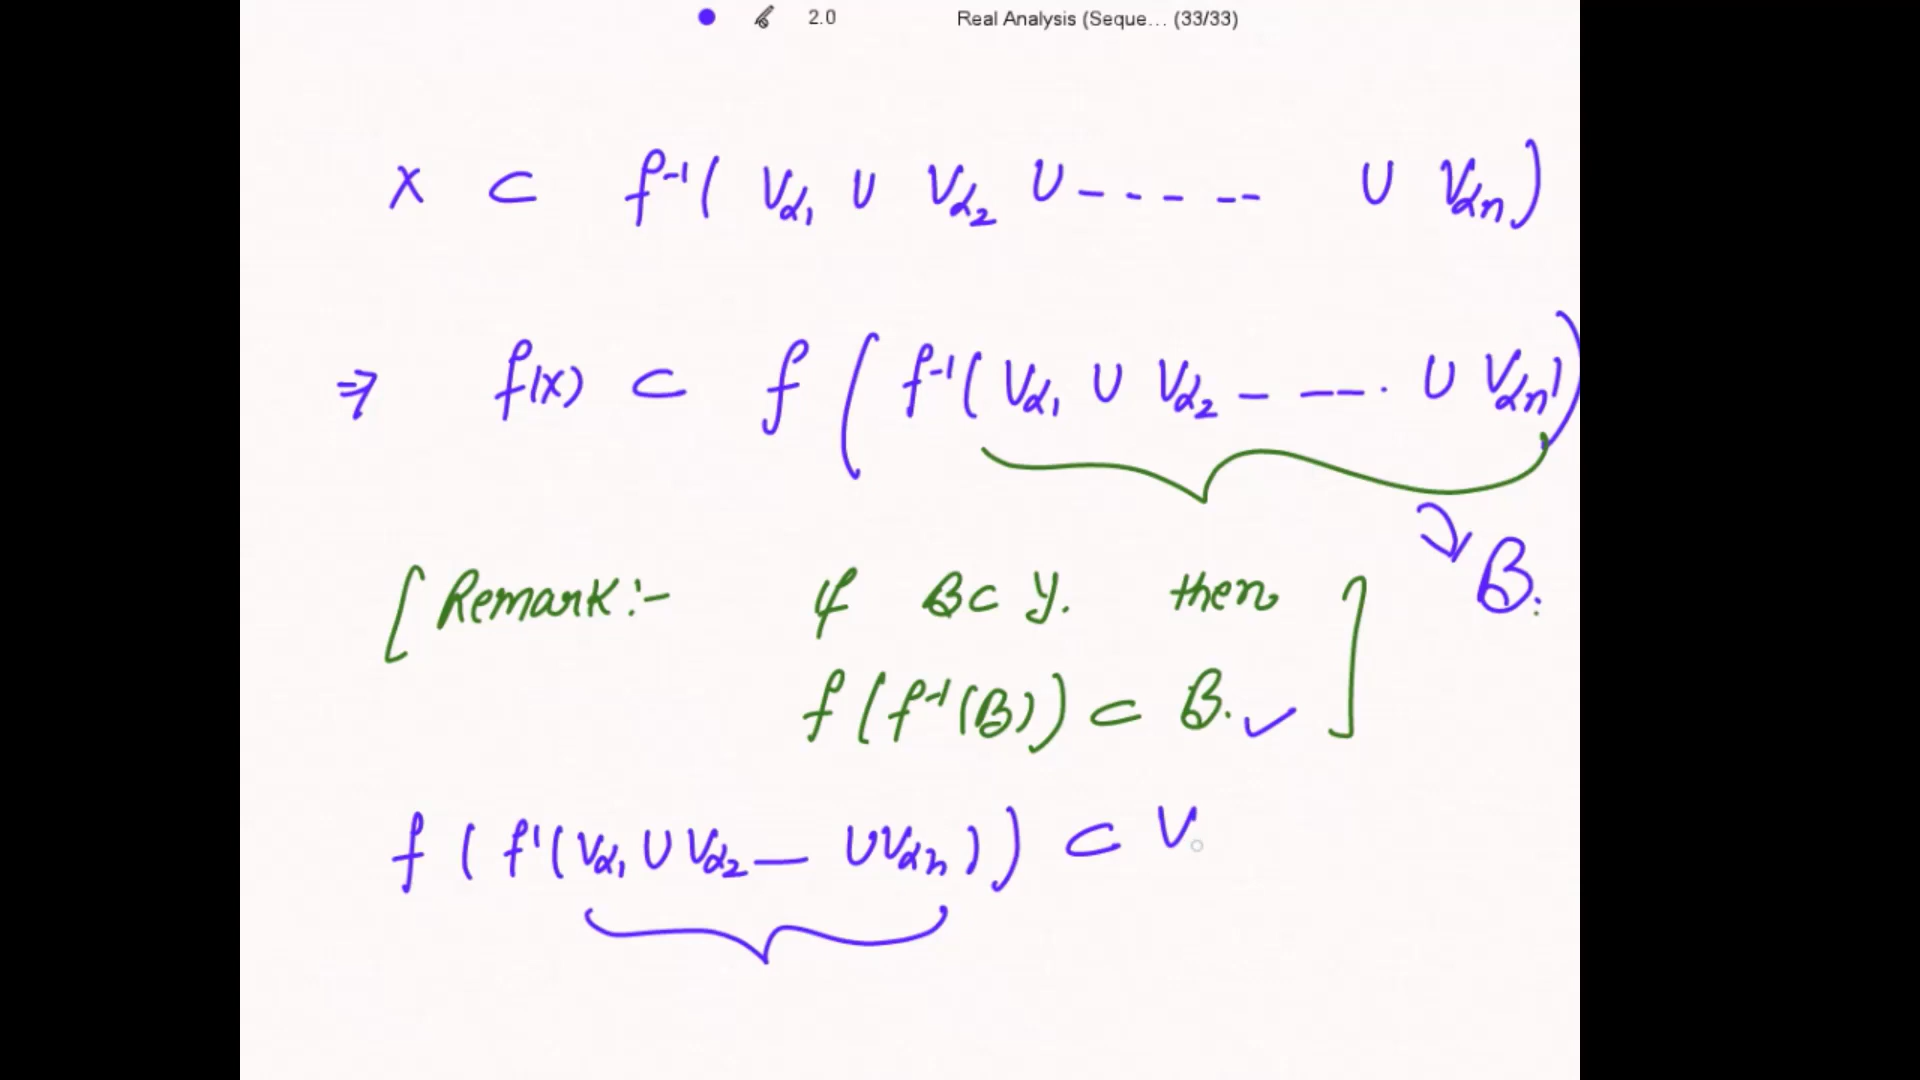 2.0 Real Analysis (Seque... (33/33)
X ⊂ f⁻¹( Vα₁ ∪ Vα₂ ∪ - - - - - - ∪ Vαn )
⇒ f(X) ⊂ f ( f⁻¹( Vα₁ ∪ Vα₂ - - - - . ∪ Vαn ) )
B.
[ Remark :- If B ⊂ Y. then
f ( f⁻¹(B) ) ⊂ B. ✓ ]
f ( f⁻¹( Vα₁ ∪ Vα₂ — ∪ Vαn ) ) ⊂ V